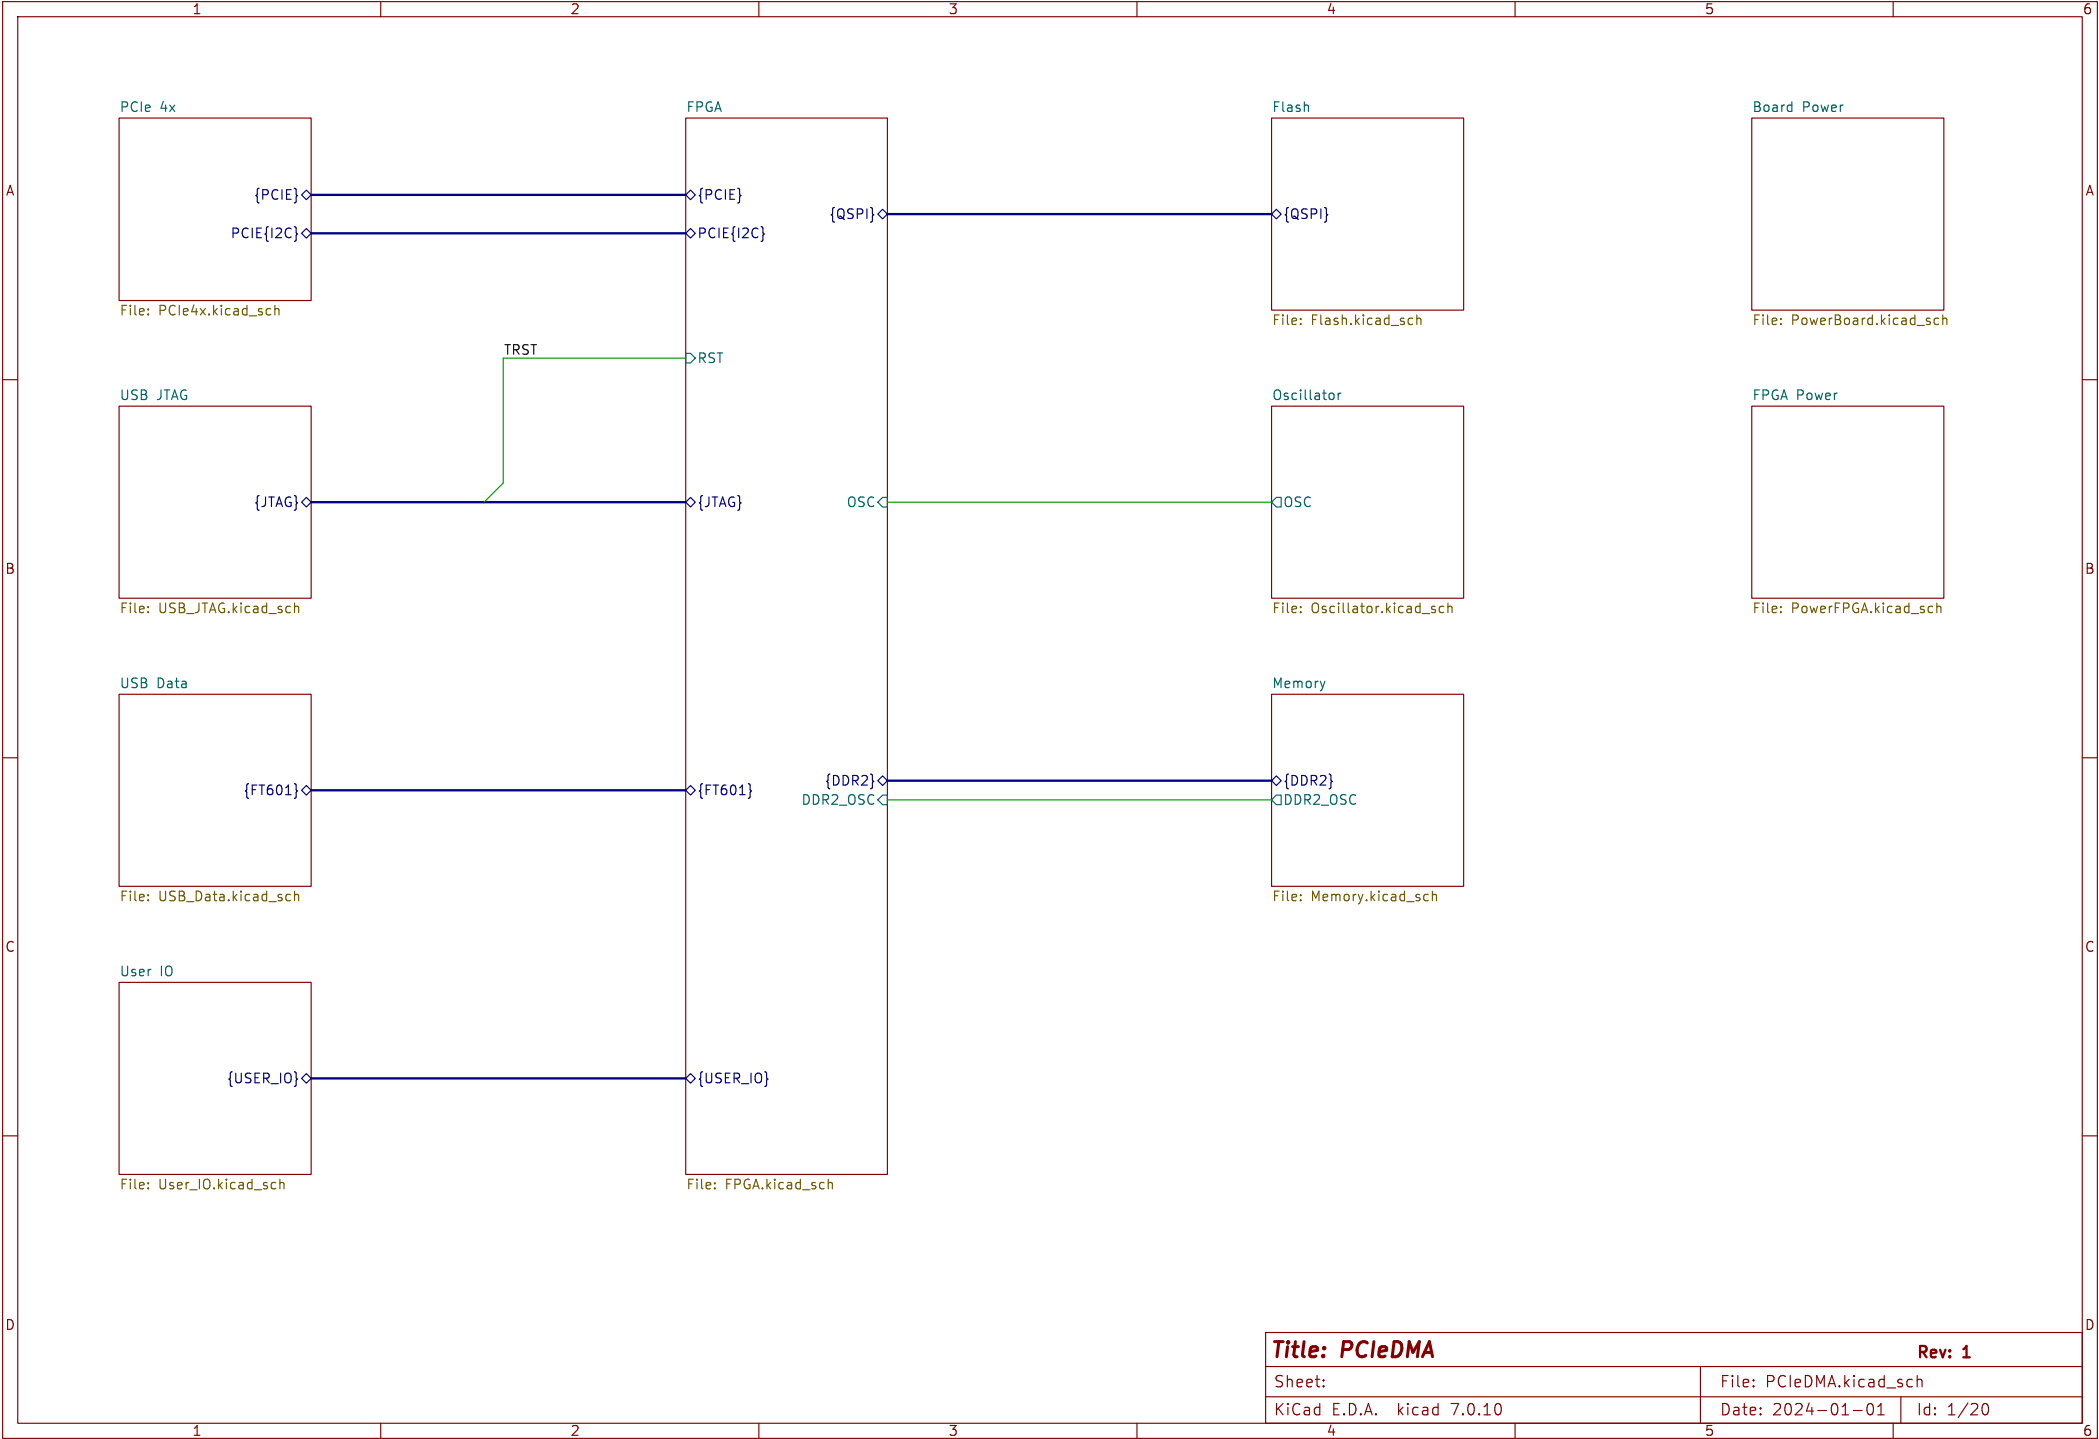 1 2 3 4 5 6
PCIe 4x
FPGA
Flash
Board Power
A
{PCIE}
{PCIE}
A
{QSPI}
{QSPI}
PCIE{I2C}
PCIE{I2C}
File: PCIe4x.kicad_sch
File: Flash.kicad_sch
File: PowerBoard.kicad_sch
TRST
RST
USB JTAG
Oscillator
FPGA Power
{JTAG}
{JTAG}
OSC
OSC
B
B
File: USB_JTAG.kicad_sch
File: Oscillator.kicad_sch
File: PowerFPGA.kicad_sch
USB Data
Memory
{DDR2}
{DDR2}
{FT601}
{FT601}
DDR2_OSC
DDR2_OSC
File: USB_Data.kicad_sch
File: Memory.kicad_sch
C
C
User IO
{USER_IO}
{USER_IO}
File: User_IO.kicad_sch
File: FPGA.kicad_sch
D
D
Title: PCIeDMA
Rev: 1
Sheet:
File: PCIeDMA.kicad_sch
KiCad E.D.A. kicad 7.0.10
Date: 2024-01-01
Id: 1/20
1 2 3 4 5 6